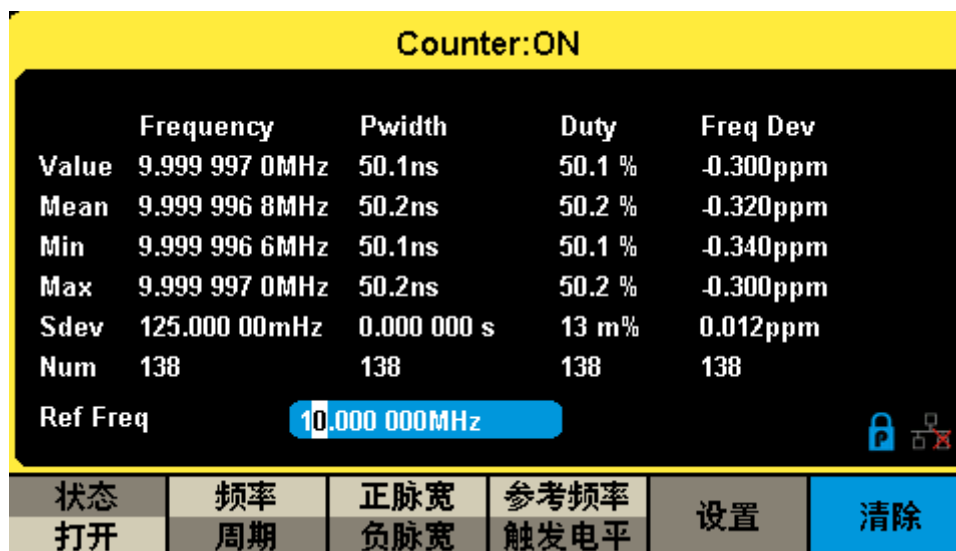 Counter:ON
Frequency Pwidth Duty Freq Dev
Value 9.999 997 0MHz 50.1ns 50.1 % -0.300ppm
Mean 9.999 996 8MHz 50.2ns 50.2 % -0.320ppm
Min 9.999 996 6MHz 50.1ns 50.1 % -0.340ppm
Max 9.999 997 0MHz 50.2ns 50.2 % -0.300ppm
Sdev 125.000 00mHz 0.000 000 s 13 m% 0.012ppm
Num 138 138 138 138
Ref Freq 10.000 000MHz
P
状态 频率 正脉宽 参考频率 设置 清除
打开 周期 负脉宽 触发电平